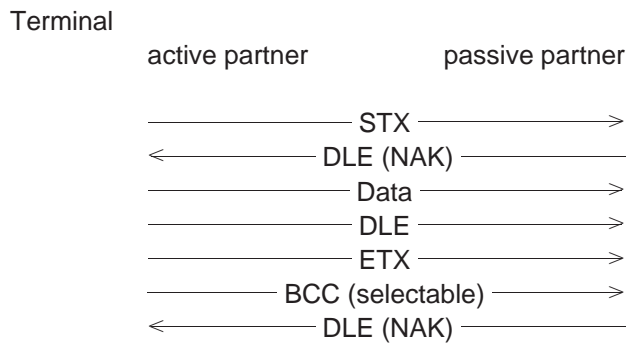 Terminal
active partner passive partner
STX
DLE (NAK)
Data
DLE
ETX
BCC (selectable)
DLE (NAK)